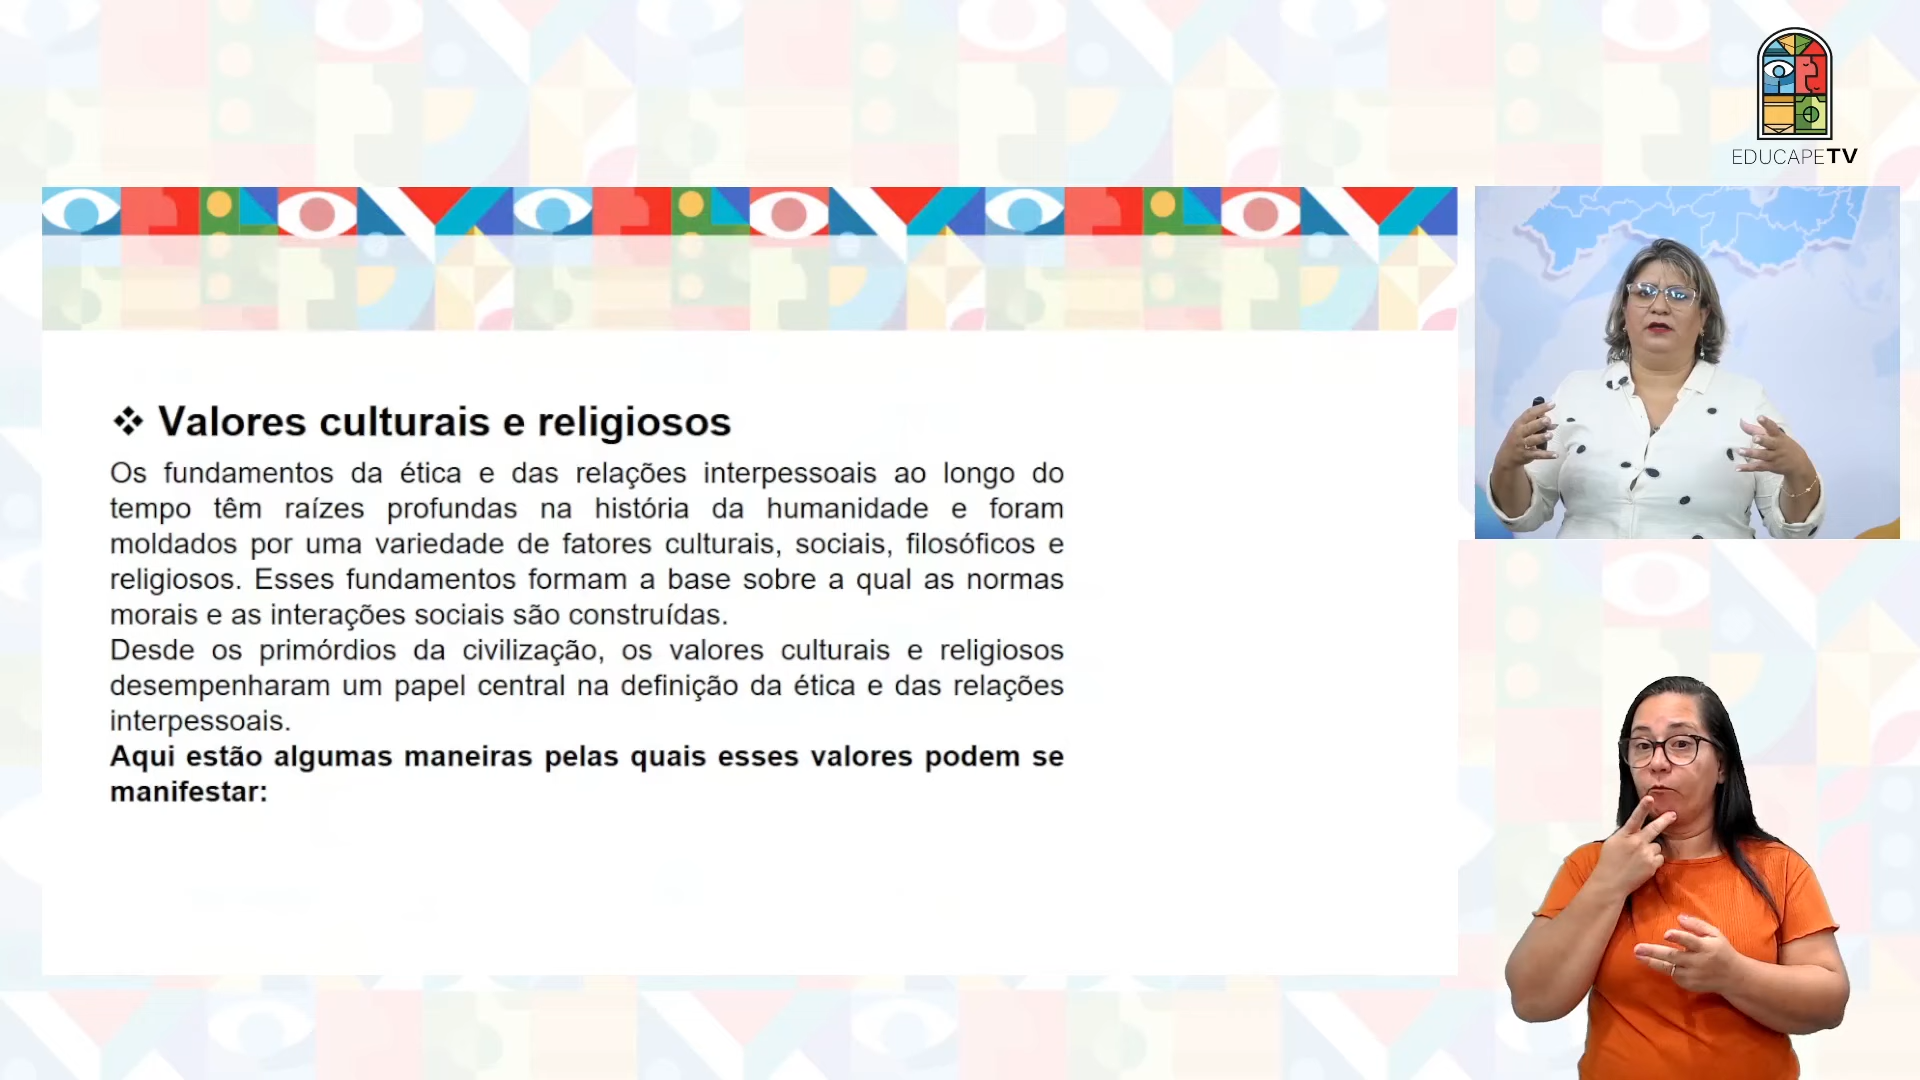 EDUCAPETV
❖ Valores culturais e religiosos
Os fundamentos da ética e das relações interpessoais ao longo do
tempo têm raízes profundas na história da humanidade e foram
moldados por uma variedade de fatores culturais, sociais, filosóficos e
religiosos. Esses fundamentos formam a base sobre a qual as normas
morais e as interações sociais são construídas.
Desde os primórdios da civilização, os valores culturais e religiosos
desempenharam um papel central na definição da ética e das relações
interpessoais.
Aqui estão algumas maneiras pelas quais esses valores podem se
manifestar: